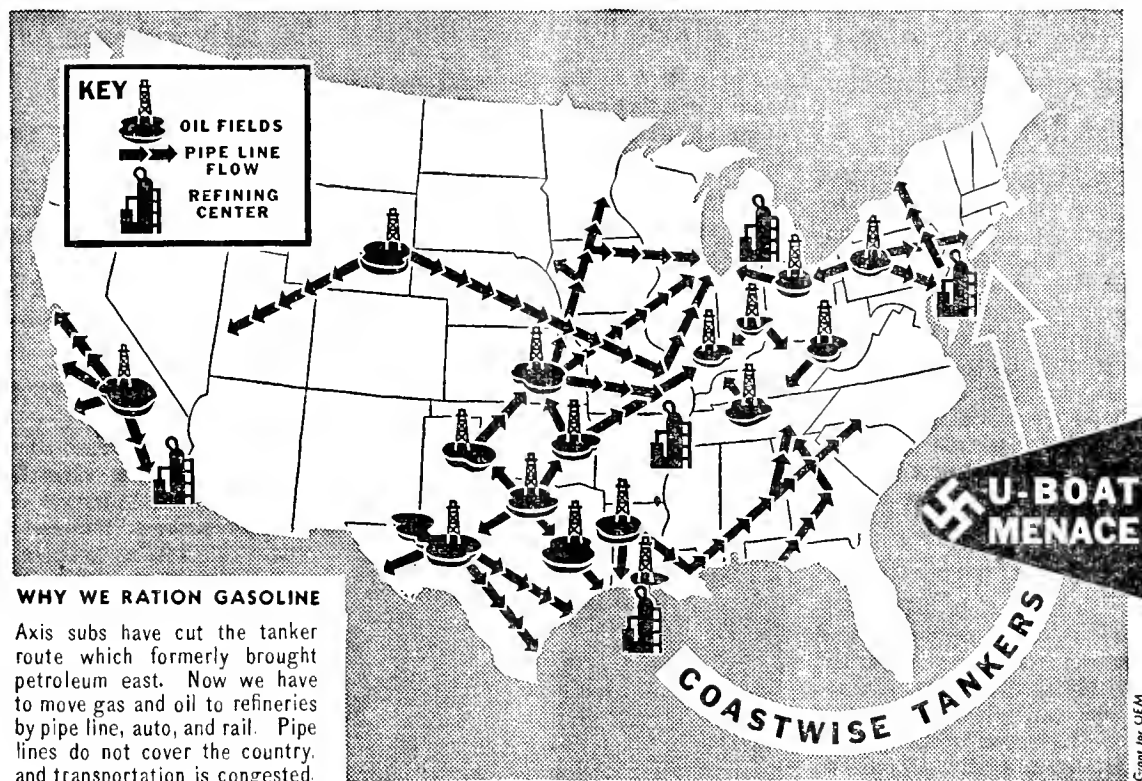 KEY
OIL FIELDS
PIPE LINE
FLOW
REFINING
CENTER
U-BOAT
MENACE
COASTWISE TANKERS
WHY WE RATION GASOLINE
Axis subs have cut the tanker
route which formerly brought
petroleum east. Now we have
to move gas and oil to refineries
by pipe line, auto, and rail. Pipe
lines do not cover the country,
and transportation is congested.
for OEM